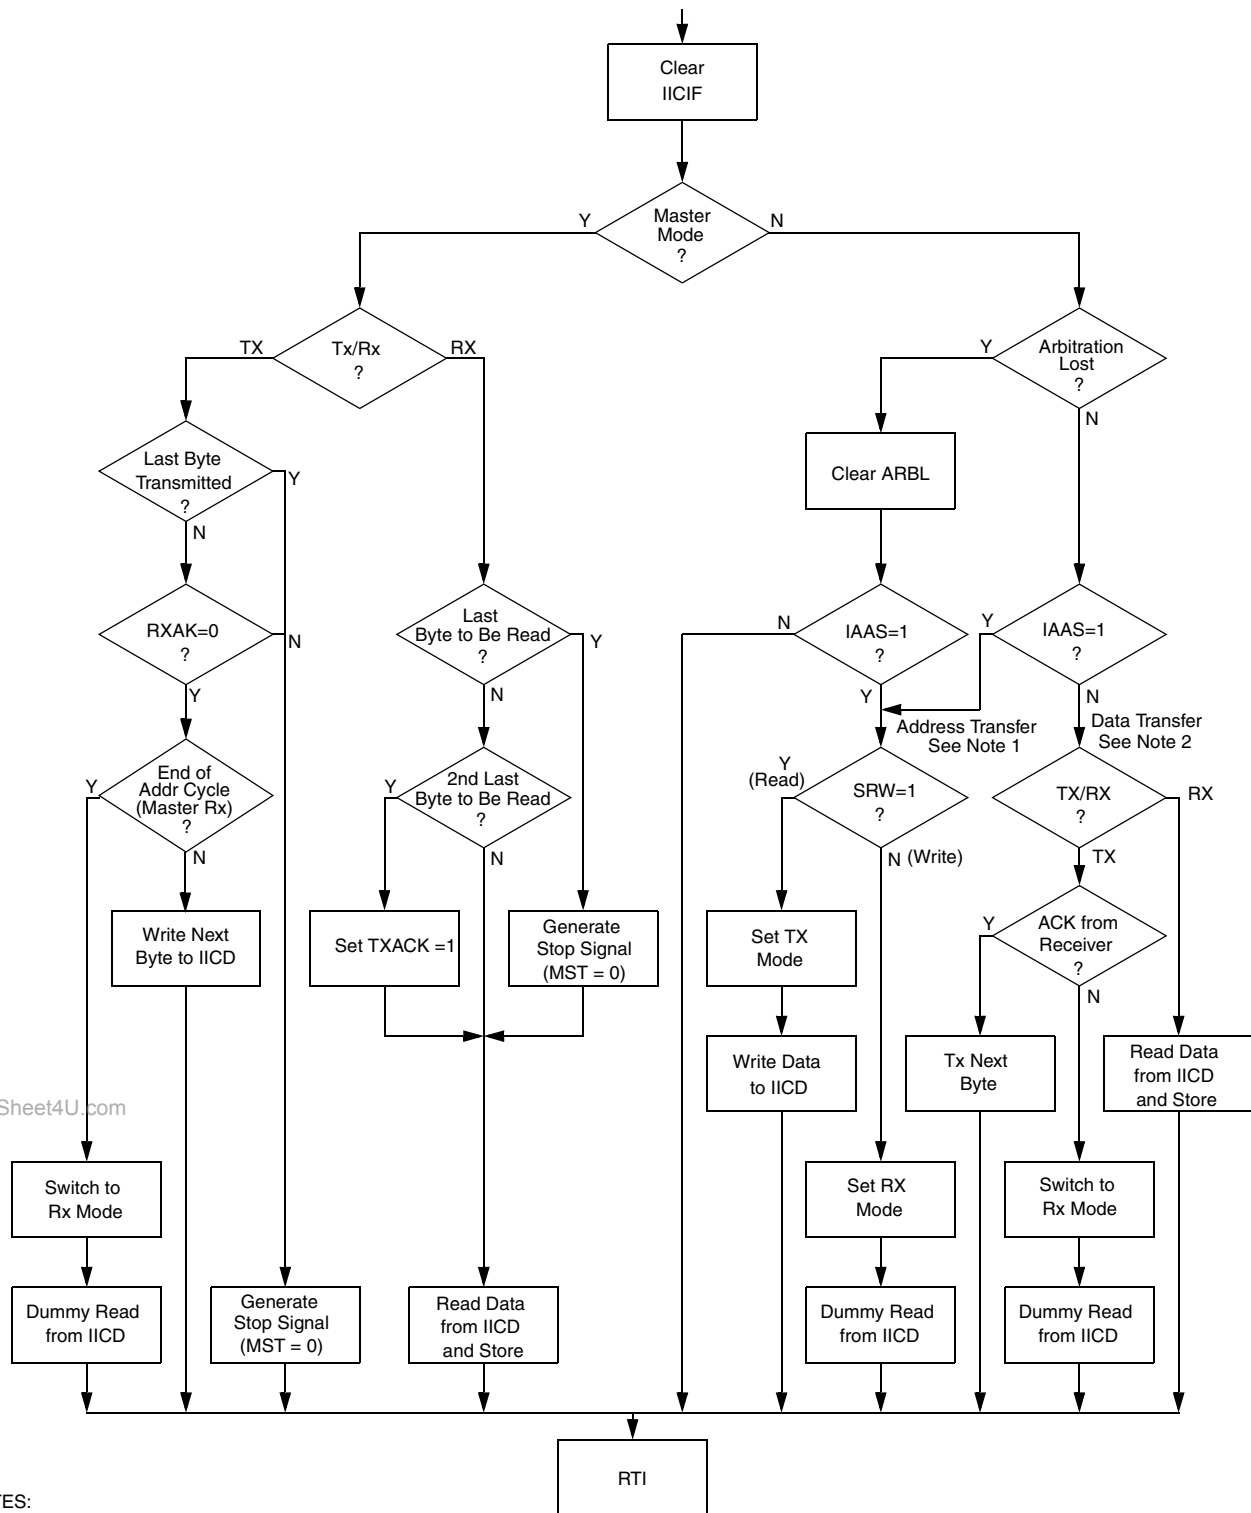 Clear
IICIF
Master
Mode
?
Y
N
Tx/Rx
?
TX
RX
Arbitration
Lost
?
Y
N
Last Byte
Transmitted
?
Y
N
Clear ARBL
RXAK=0
?
N
Y
Last
Byte to Be Read
?
Y
N
IAAS=1
?
N
Y
IAAS=1
?
Y
N
Address Transfer
See Note 1
Data Transfer
See Note 2
End of
Addr Cycle
(Master Rx)
?
Y
N
2nd Last
Byte to Be Read
?
Y
N
SRW=1
?
Y
(Read)
N (Write)
TX/RX
?
RX
TX
Write Next
Byte to IICD
Set TXACK =1
Generate
Stop Signal
(MST = 0)
Set TX
Mode
ACK from
Receiver
?
Y
N
Write Data
to IICD
Tx Next
Byte
Read Data
from IICD
and Store
Sheet4U.com
Switch to
Rx Mode
Set RX
Mode
Switch to
Rx Mode
Dummy Read
from IICD
Generate
Stop Signal
(MST = 0)
Read Data
from IICD
and Store
Dummy Read
from IICD
Dummy Read
from IICD
RTI
TES: